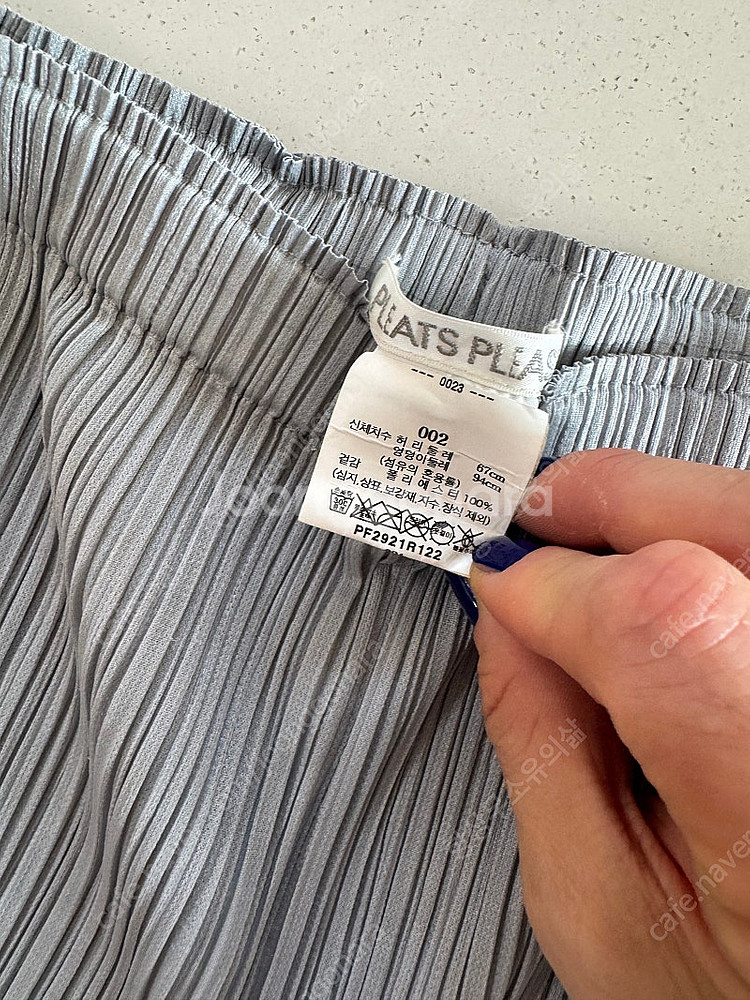 PLEATS PLEAS
--- 0023 ---
002
신체치수 허리둘레 67cm
엉덩이둘레 94cm
겉감 (섬유의 혼용률)
폴리에스터 100%
(심지,상표,보강재,자수,장식 제외)
PF2921R122